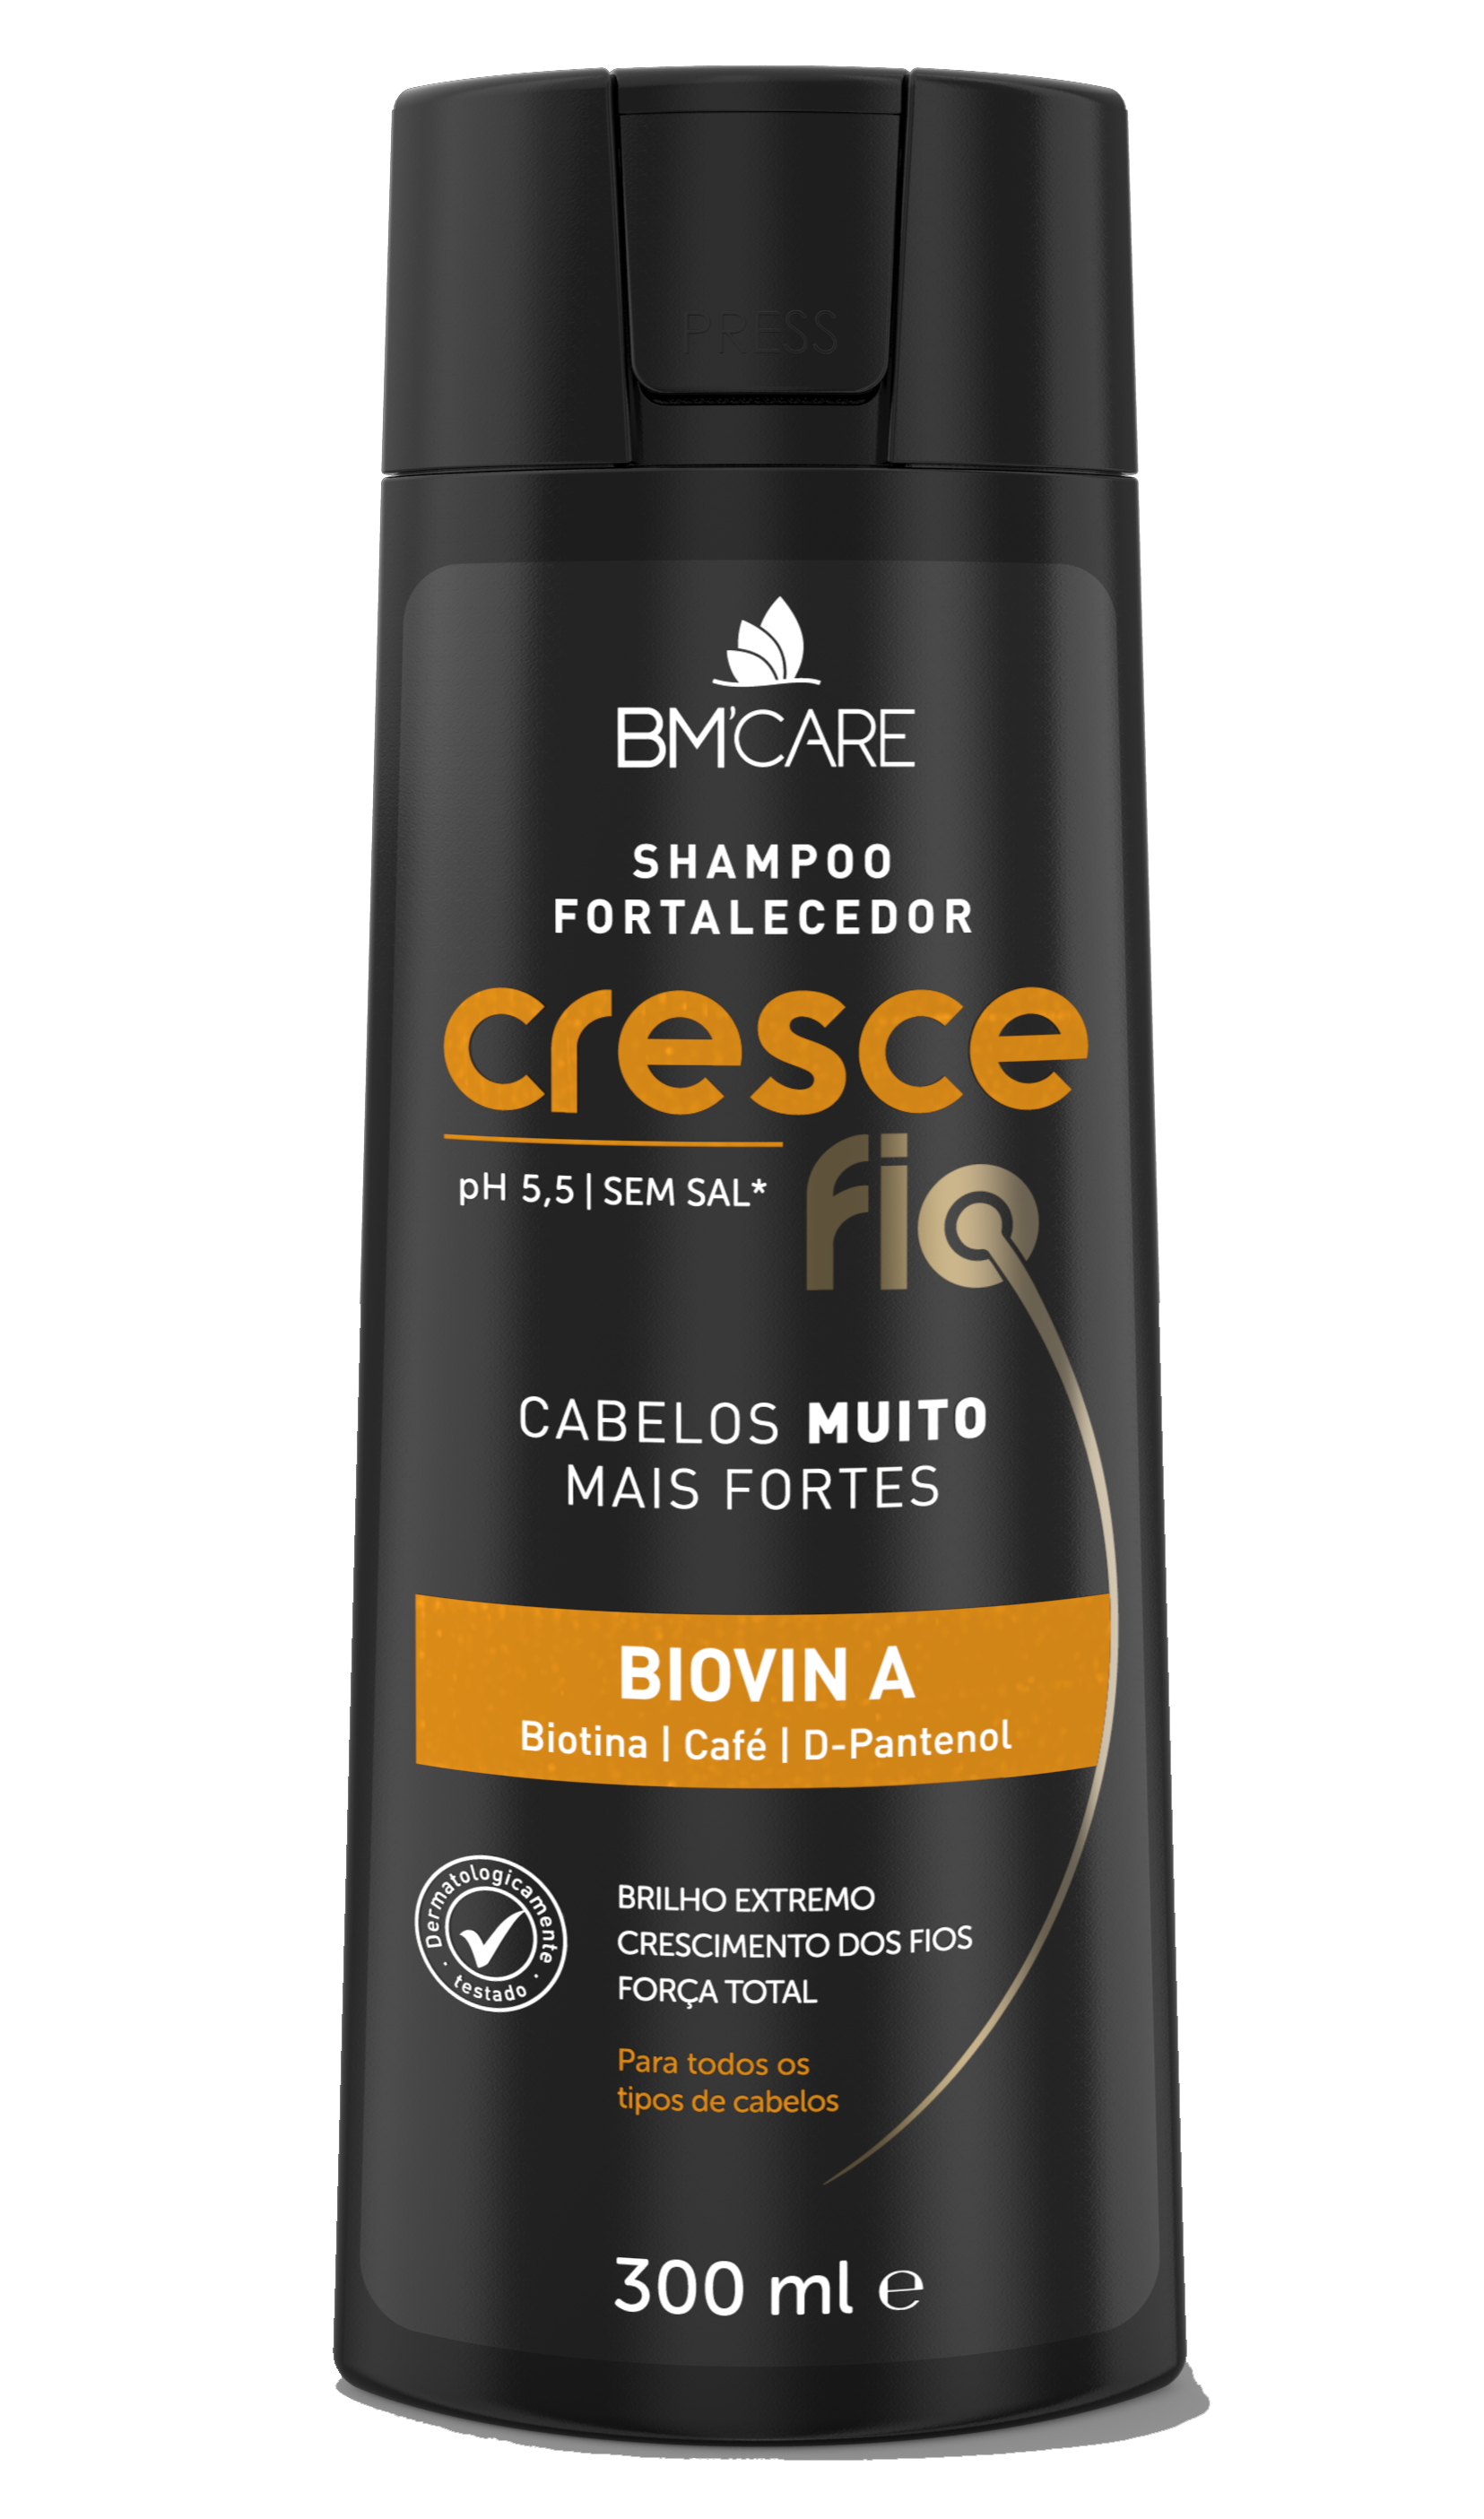 PRESS
BM'CARE
SHAMPOO
FORTALECEDOR
cresce
fio
pH 5,5 | SEM SAL*
CABELOS MUITO
MAIS FORTES
BIOVIN A
Biotina | Café | D-Pantenol
Dermatologicamente
testado
BRILHO EXTREMO
CRESCIMENTO DOS FIOS
FORÇA TOTAL
Para todos os
tipos de cabelos
300 ml ℮